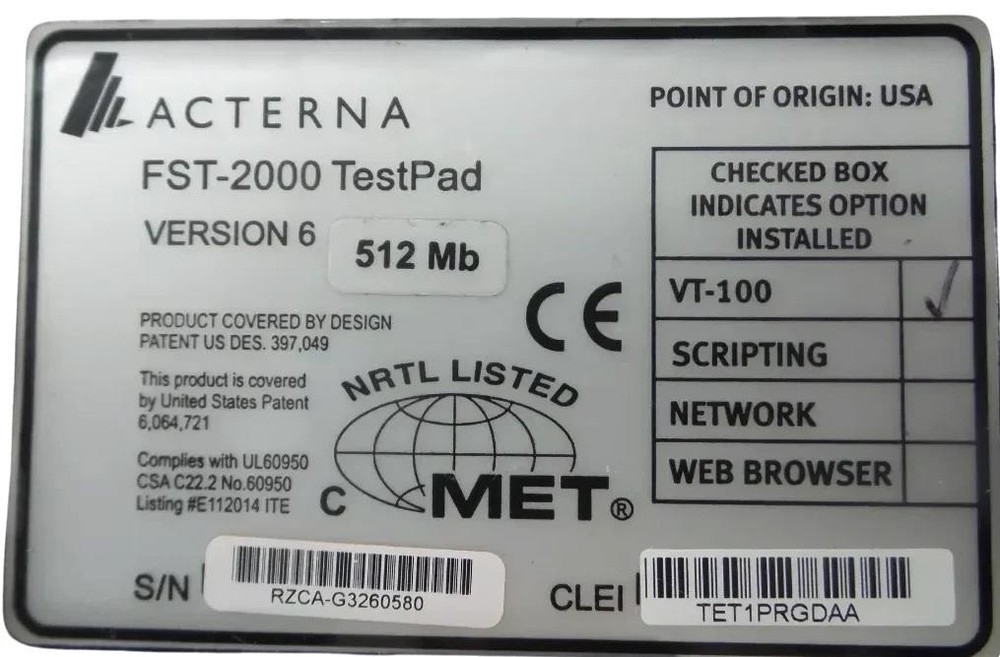 ACTERNA
POINT OF ORIGIN: USA
FST-2000 TestPad
VERSION 6
512 Mb
CHECKED BOX
INDICATES OPTION
INSTALLED
VT-100 ✓
SCRIPTING
NETWORK
WEB BROWSER
CE
PRODUCT COVERED BY DESIGN
PATENT US DES. 397,049
This product is covered
by United States Patent
6,064,721
Complies with UL60950
CSA C22.2 No.60950
Listing #E112014 ITE
NRTL LISTED
C MET®
S/N RZCA-G3260580
CLEI TET1PRGDAA